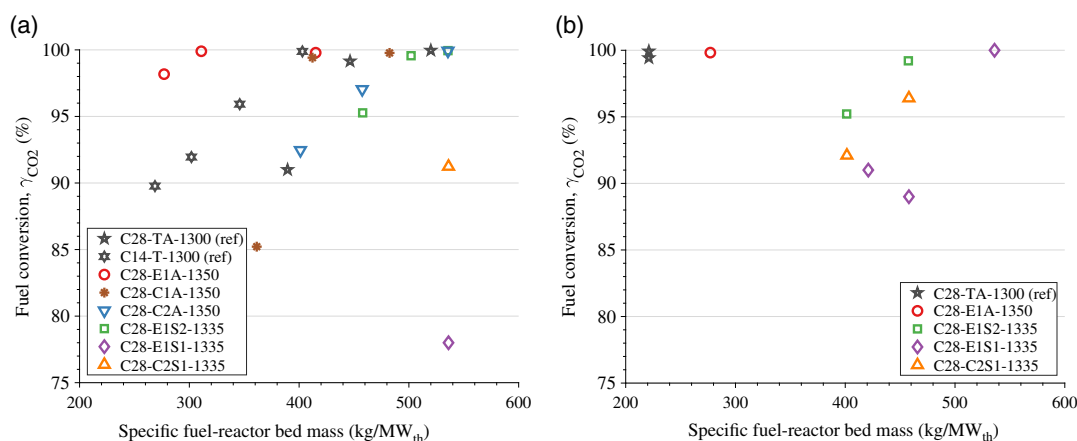 (a)
100
95
90
85
80
75
Fuel conversion, γCO2 (%)
C28-TA-1300 (ref)
C14-T-1300 (ref)
C28-E1A-1350
C28-C1A-1350
C28-C2A-1350
C28-E1S2-1335
C28-E1S1-1335
C28-C2S1-1335
200 300 400 500 600
Specific fuel-reactor bed mass (kg/MWth)
(b)
100
95
90
85
80
75
Fuel conversion, γCO2 (%)
C28-TA-1300 (ref)
C28-E1A-1350
C28-E1S2-1335
C28-E1S1-1335
C28-C2S1-1335
200 300 400 500 600
Specific fuel-reactor bed mass (kg/MWth)